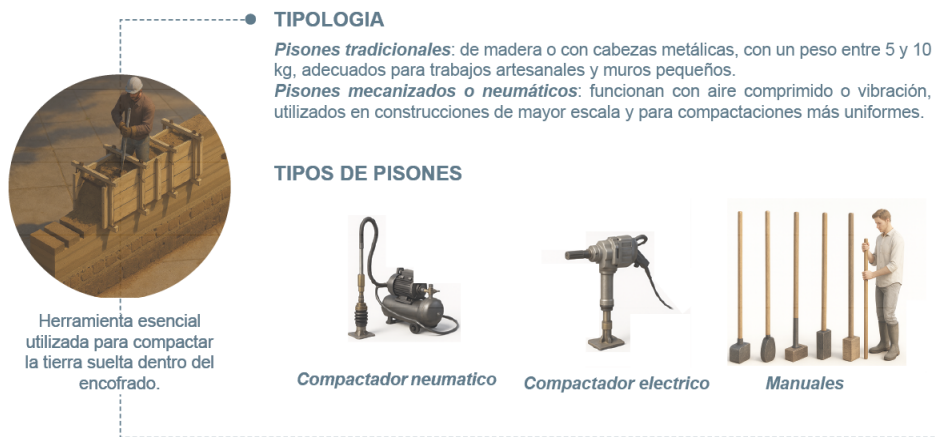 TIPOLOGIA
Pisones tradicionales: de madera o con cabezas metálicas, con un peso entre 5 y 10
kg, adecuados para trabajos artesanales y muros pequeños.
Pisones mecanizados o neumáticos: funcionan con aire comprimido o vibración,
utilizados en construcciones de mayor escala y para compactaciones más uniformes.
TIPOS DE PISONES
Herramienta esencial
utilizada para compactar
la tierra suelta dentro del
encofrado.
Compactador neumatico
Compactador electrico
Manuales